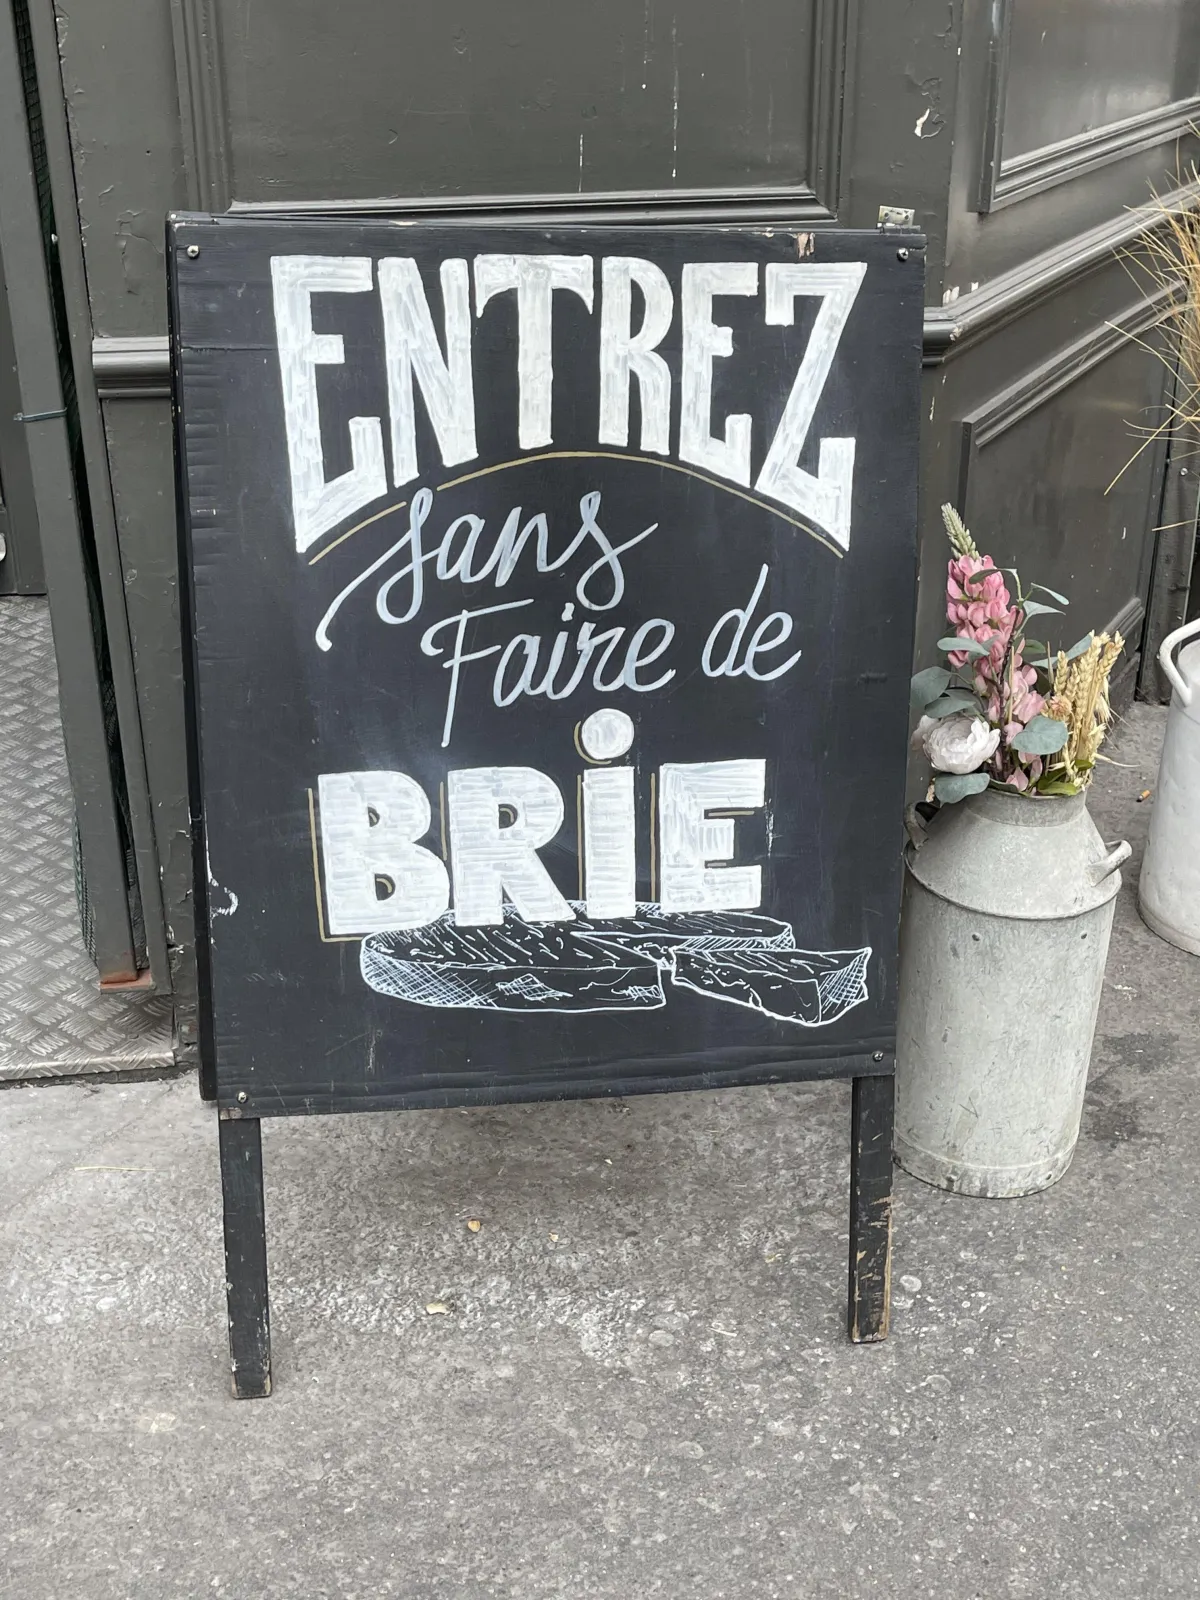 ENTREZ
sans
Faire de
BRiE